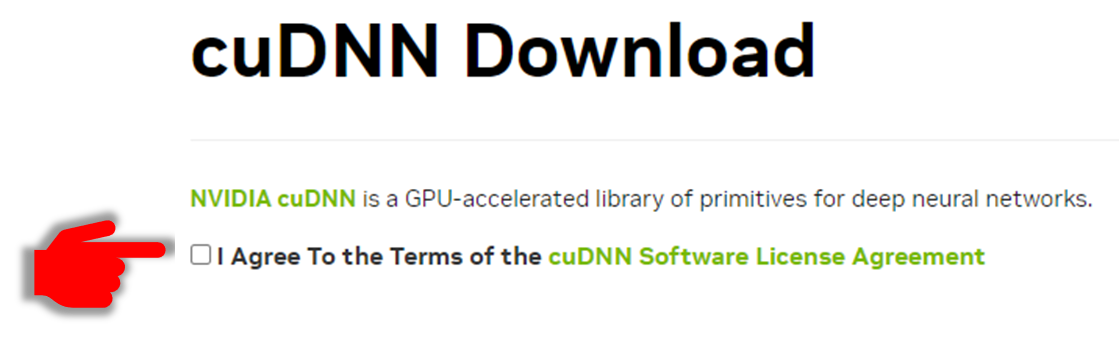 cuDNN Download
NVIDIA cuDNN is a GPU-accelerated library of primitives for deep neural networks.
I Agree To the Terms of the cuDNN Software License Agreement